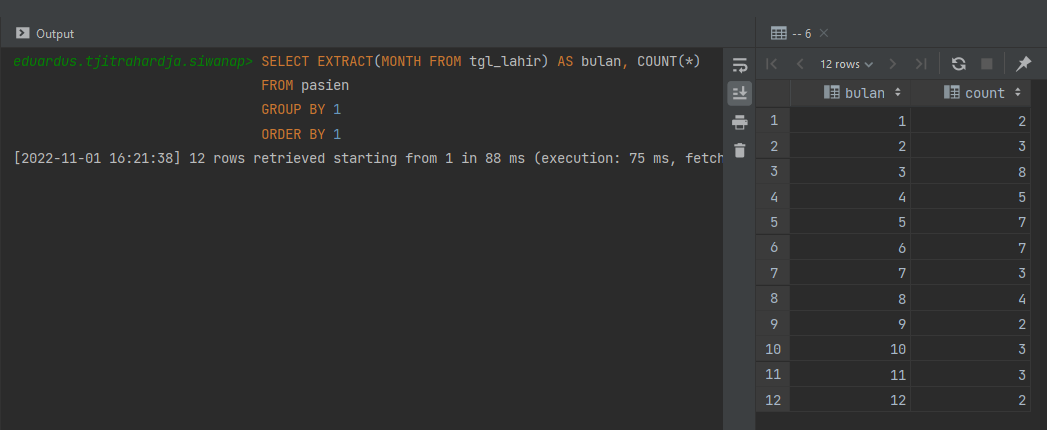 Output
eduardus.tjitrahardja.siwanap> SELECT EXTRACT(MONTH FROM tgl_lahir) AS bulan, COUNT(*)
FROM pasien
GROUP BY 1
ORDER BY 1
[2022-11-01 16:21:38] 12 rows retrieved starting from 1 in 88 ms (execution: 75 ms, fetch
-- 6
12 rows
bulan count
1 1 2
2 2 3
3 3 8
4 4 5
5 5 7
6 6 7
7 7 3
8 8 4
9 9 2
10 10 3
11 11 3
12 12 2